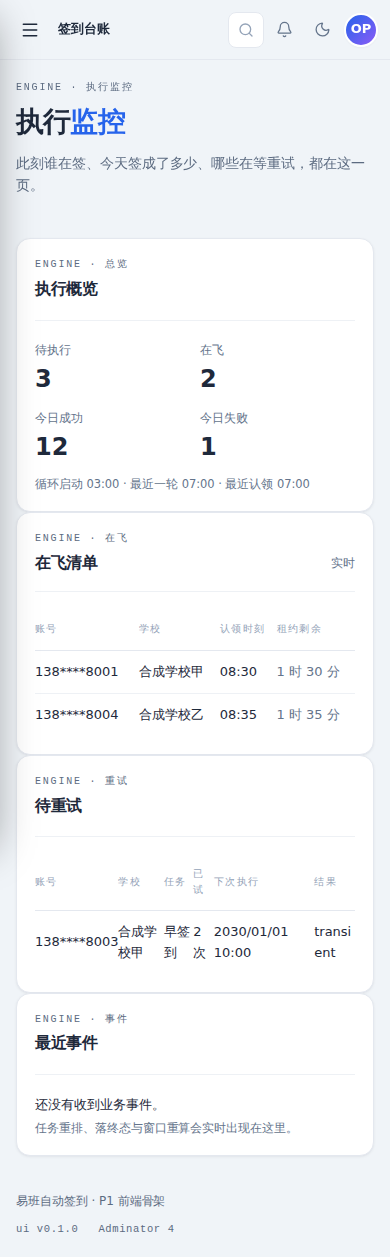 签到台账
OP
ENGINE · 执行监控
执行监控
此刻谁在签、今天签成了多少、哪些在等重试，都在这一
页。
ENGINE · 总览
执行概览
待执行 在飞
3 2
今日成功 今日失败
12 1
循环启动 03:00 · 最近一轮 07:00 · 最近认领 07:00
ENGINE · 在飞
在飞清单 实时
账号 学校 认领时刻 租约剩余
138****8001 合成学校甲 08:30 1 时 30 分
138****8004 合成学校乙 08:35 1 时 35 分
ENGINE · 重试
待重试
账号 学校 任务 已试 下次执行 结果
138****8003 合成学校甲 早签到 2次 2030/01/01 10:00 transient
ENGINE · 事件
最近事件
还没有收到业务事件。
任务重排、落终态与窗口重算会实时出现在这里。
易班自动签到 · P1 前端骨架
ui v0.1.0 Adminator 4